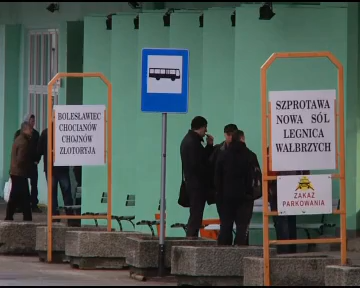 BOLESŁAWIEC
CHOCIANÓW
CHOJNÓW
ZŁOTORYJA
SZPROTAWA
NOWA SÓL
LEGNICA
WAŁBRZYCH
ZAKAZ
PARKOWANIA